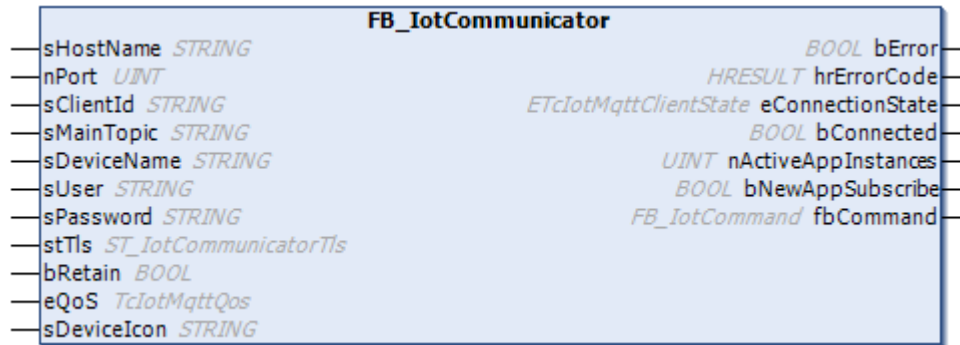 FB_IotCommunicator
sHostName STRING BOOL bError
nPort UINT HRESULT hrErrorCode
sClientId STRING ETcIotMqttClientState eConnectionState
sMainTopic STRING BOOL bConnected
sDeviceName STRING UINT nActiveAppInstances
sUser STRING BOOL bNewAppSubscribe
sPassword STRING FB_IotCommand fbCommand
stTls ST_IotCommunicatorTls
bRetain BOOL
eQoS TcIotMqttQos
sDeviceIcon STRING